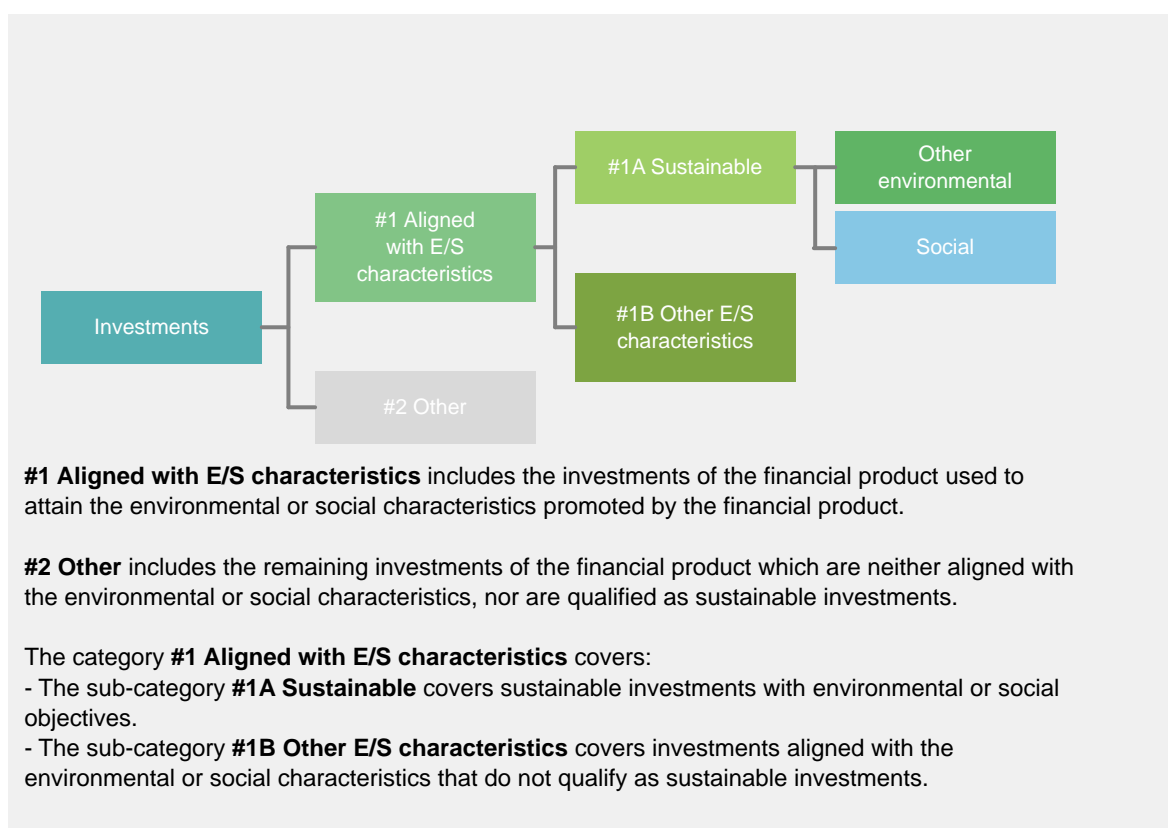 #1A Sustainable
Other
environmental
#1 Aligned
with E/S
characteristics
Social
Investments
#1B Other E/S
characteristics
#2 Other
#1 Aligned with E/S characteristics includes the investments of the financial product used to
attain the environmental or social characteristics promoted by the financial product.
#2 Other includes the remaining investments of the financial product which are neither aligned with
the environmental or social characteristics, nor are qualified as sustainable investments.
The category #1 Aligned with E/S characteristics covers:
- The sub-category #1A Sustainable covers sustainable investments with environmental or social
objectives.
- The sub-category #1B Other E/S characteristics covers investments aligned with the
environmental or social characteristics that do not qualify as sustainable investments.